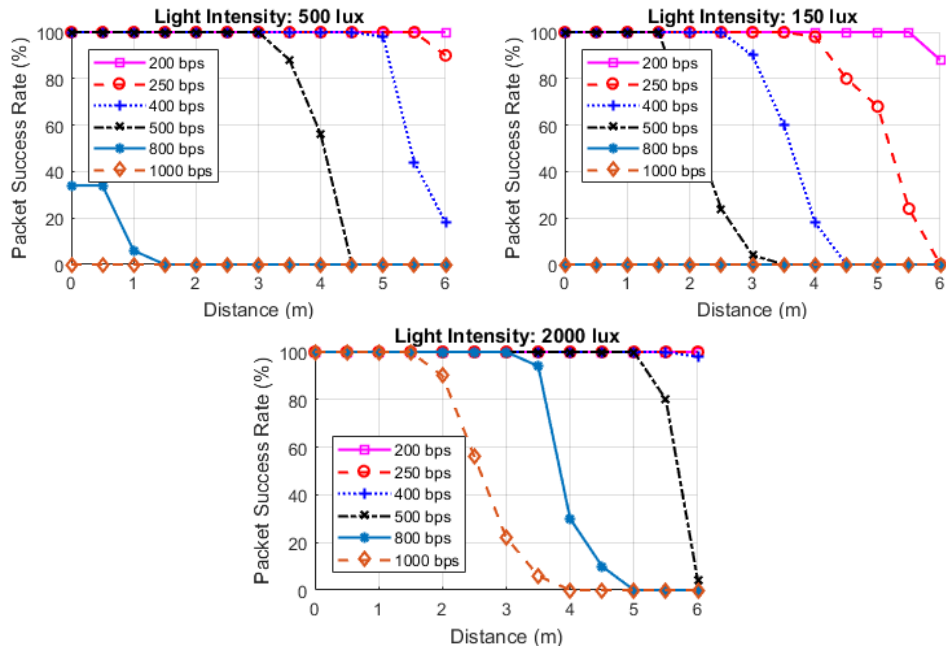 Light Intensity: 500 lux
Packet Success Rate (%)
100
80
60
40
20
0
200 bps
250 bps
400 bps
500 bps
800 bps
1000 bps
0 1 2 3 4 5 6
Distance (m)
Light Intensity: 150 lux
Packet Success Rate (%)
100
80
60
40
20
0
200 bps
250 bps
400 bps
500 bps
800 bps
1000 bps
0 1 2 3 4 5 6
Distance (m)
Light Intensity: 2000 lux
Packet Success Rate (%)
100
80
60
40
20
0
200 bps
250 bps
400 bps
500 bps
800 bps
1000 bps
0 1 2 3 4 5 6
Distance (m)